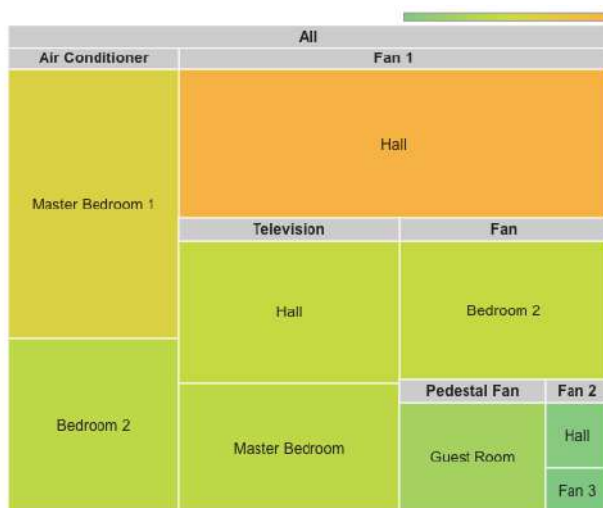 All
Air Conditioner
Fan 1
Hall
Master Bedroom 1
Television
Fan
Hall
Bedroom 2
Pedestal Fan
Fan 2
Bedroom 2
Master Bedroom
Guest Room
Hall
Fan 3